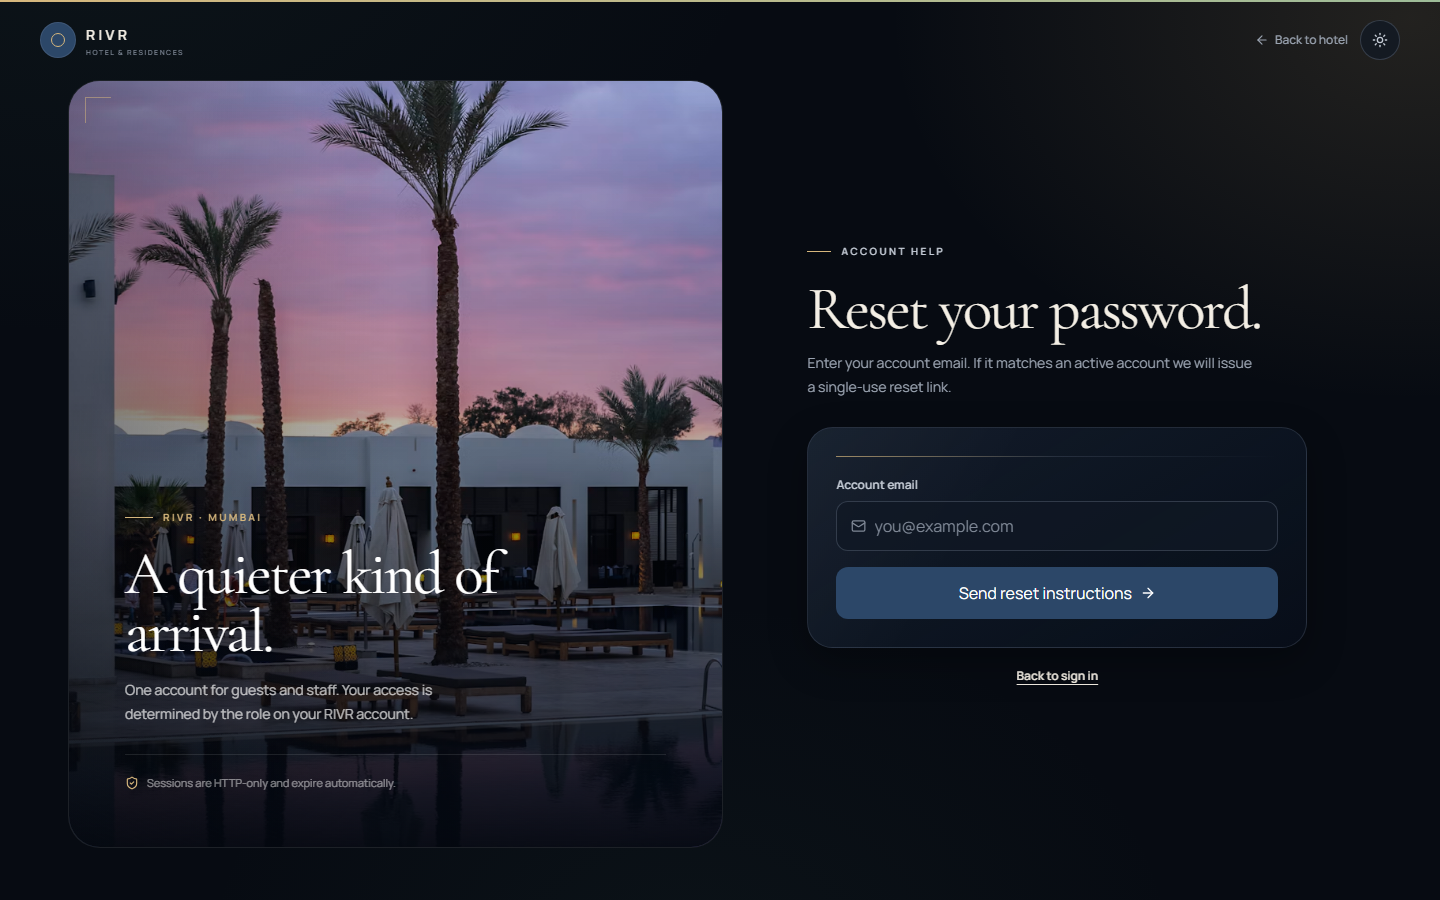 RIVR
HOTEL & RESIDENCES
Back to hotel
RIVR · MUMBAI
A quieter kind of
arrival.
One account for guests and staff. Your access is
determined by the role on your RIVR account.
Sessions are HTTP-only and expire automatically.
ACCOUNT HELP
Reset your password.
Enter your account email. If it matches an active account we will issue
a single-use reset link.
Account email
you@example.com
Send reset instructions
Back to sign in